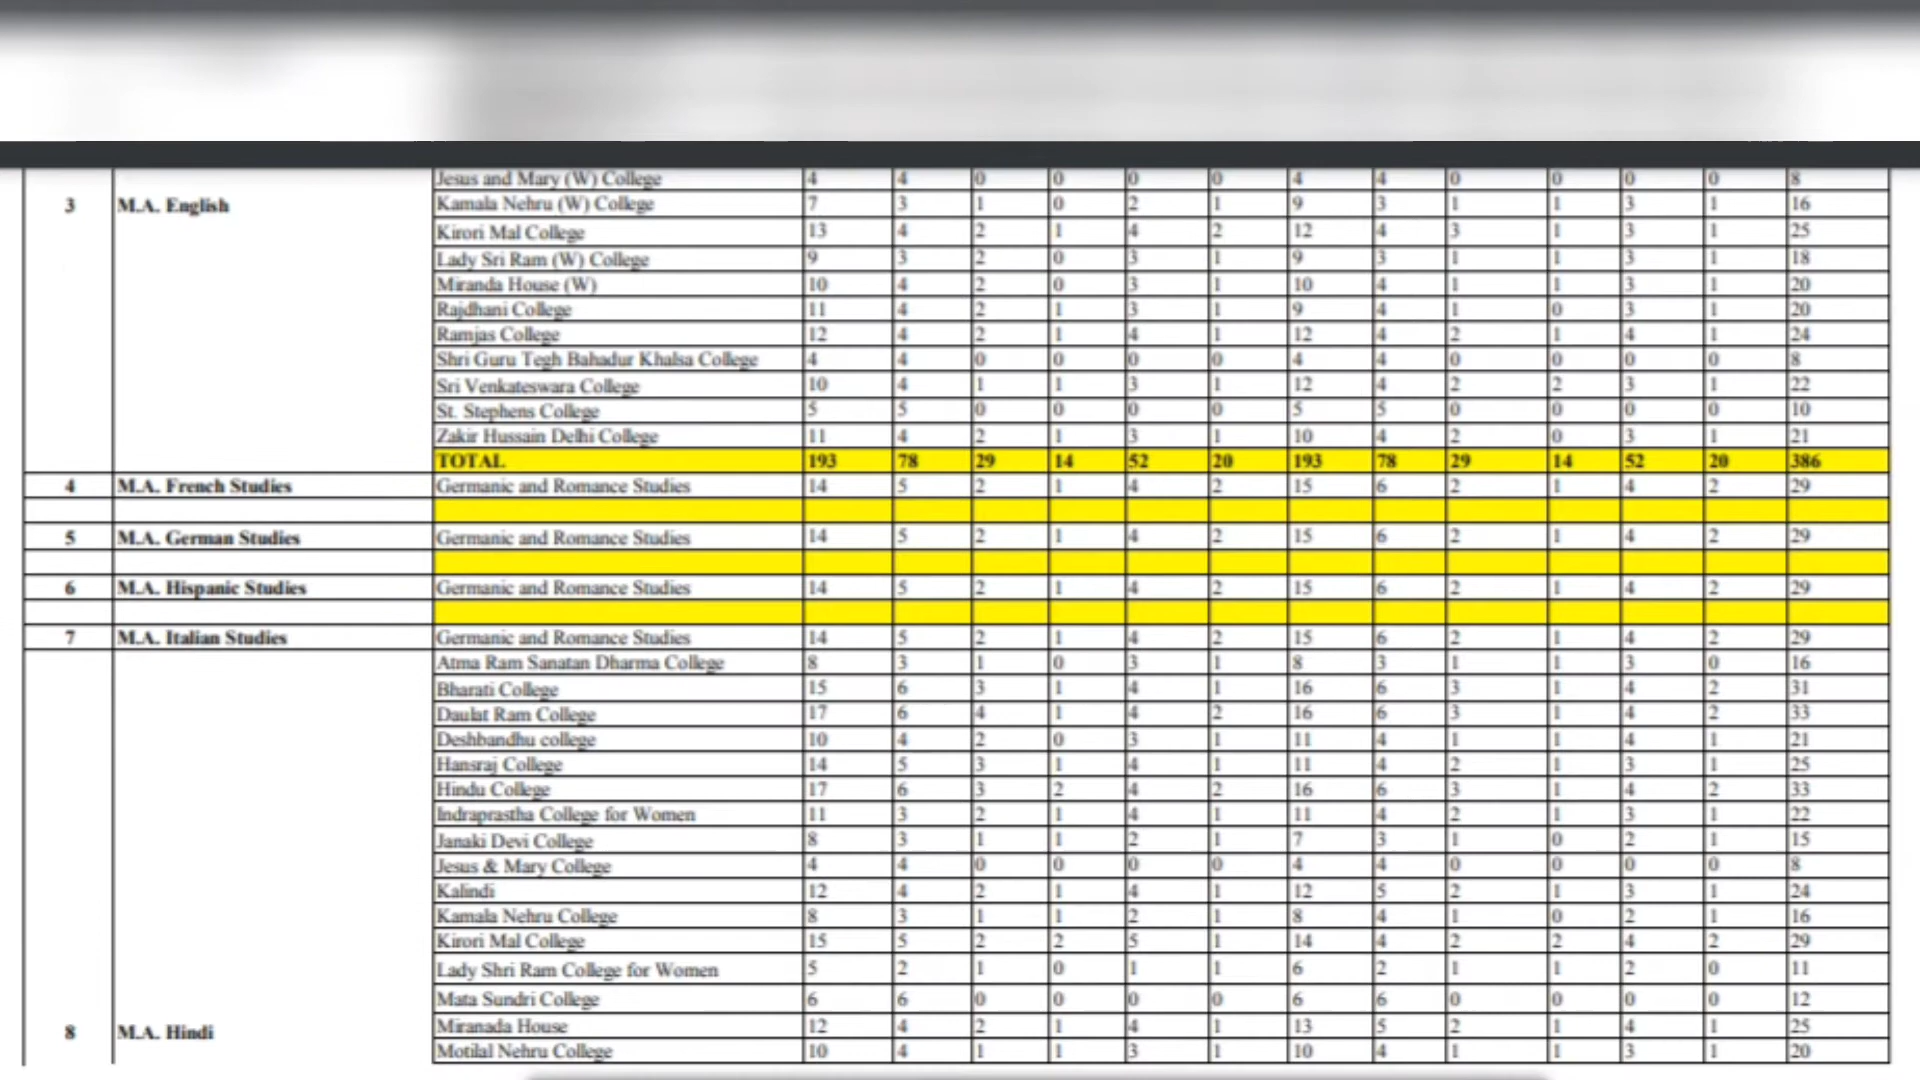 Jesus and Mary (W) College 4 4 0 0 0 0 4 4 0 0 0 0 8
3 M.A. English Kamala Nehru (W) College 7 3 1 0 2 1 9 3 1 1 3 1 16
Kirori Mal College 13 4 2 1 4 2 12 4 3 1 3 1 25
Lady Sri Ram (W) College 9 3 2 0 3 1 9 3 1 1 3 1 18
Miranda House (W) 10 4 2 0 3 1 10 4 1 1 3 1 20
Rajdhani College 11 4 2 1 3 1 9 4 1 0 3 1 20
Ramjas College 12 4 2 1 4 1 12 4 2 1 4 1 24
Shri Guru Tegh Bahadur Khalsa College 4 4 0 0 0 0 4 4 0 0 0 0 8
Sri Venkateswara College 10 4 1 1 3 1 12 4 2 2 3 1 22
St. Stephens College 5 5 0 0 0 0 5 5 0 0 0 0 10
Zakir Hussain Delhi College 11 4 2 1 3 1 10 4 2 0 3 1 21
TOTAL 193 78 29 14 52 20 193 78 29 14 52 20 386
4 M.A. French Studies Germanic and Romance Studies 14 5 2 1 4 2 15 6 2 1 4 2 29
5 M.A. German Studies Germanic and Romance Studies 14 5 2 1 4 2 15 6 2 1 4 2 29
6 M.A. Hispanic Studies Germanic and Romance Studies 14 5 2 1 4 2 15 6 2 1 4 2 29
7 M.A. Italian Studies Germanic and Romance Studies 14 5 2 1 4 2 15 6 2 1 4 2 29
Atma Ram Sanatan Dharma College 8 3 1 0 3 1 8 3 1 1 3 0 16
Bharati College 15 6 3 1 4 1 16 6 3 1 4 2 31
Daulat Ram College 17 6 4 1 4 2 16 6 3 1 4 2 33
Deshbandhu college 10 4 2 0 3 1 11 4 1 1 4 1 21
Hansraj College 14 5 3 1 4 1 11 4 2 1 3 1 25
Hindu College 17 6 3 2 4 2 16 6 3 1 4 2 33
Indraprastha College for Women 11 3 2 1 4 1 11 4 2 1 3 1 22
Janaki Devi College 8 3 1 1 2 1 7 3 1 0 2 1 15
Jesus & Mary College 4 4 0 0 0 0 4 4 0 0 0 0 8
Kalindi 12 4 2 1 4 1 12 5 2 1 3 1 24
Kamala Nehru College 8 3 1 1 2 1 8 4 1 0 2 1 16
Kirori Mal College 15 5 2 2 5 1 14 4 2 2 4 2 29
Lady Shri Ram College for Women 5 2 1 0 1 1 6 2 1 1 2 0 11
Mata Sundri College 6 6 0 0 0 0 6 6 0 0 0 0 12
8 M.A. Hindi Miranada House 12 4 2 1 4 1 13 5 2 1 4 1 25
Motilal Nehru College 10 4 1 1 3 1 10 4 1 1 3 1 20